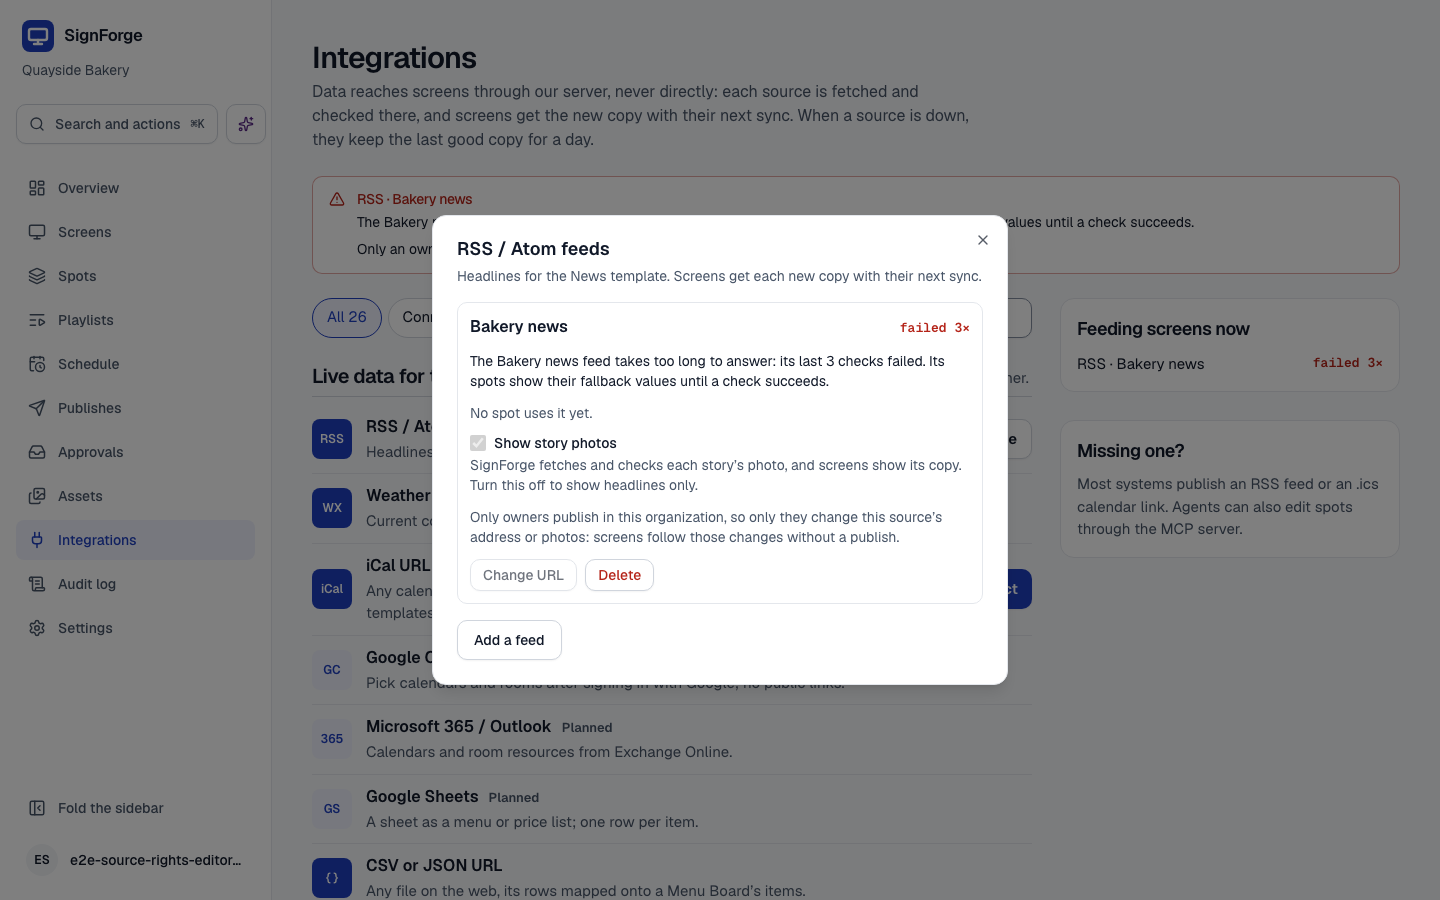 SignForge
Quayside Bakery
Search and actions ⌘K
Overview
Screens
Spots
Playlists
Schedule
Publishes
Approvals
Assets
Integrations
Audit log
Settings
Fold the sidebar
ES e2e-source-rights-editor…
Integrations
Data reaches screens through our server, never directly: each source is fetched and
checked there, and screens get the new copy with their next sync. When a source is down,
they keep the last good copy for a day.
RSS · Bakery news
The Bakery
values until a check succeeds.
Only an
All 26
Live data for
RSS RSS /
Headlines
WX Weather
Current
iCal iCal URL
Any
templates
GC Google
Pick calendars and rooms after signing in with Google, no public links.
365 Microsoft 365 / Outlook Planned
Calendars and room resources from Exchange Online.
GS Google Sheets Planned
A sheet as a menu or price list; one row per item.
{} CSV or JSON URL
Any file on the web, its rows mapped onto a Menu Board's items.
Feeding screens now
RSS · Bakery news failed 3×
Missing one?
Most systems publish an RSS feed or an .ics
calendar link. Agents can also edit spots
through the MCP server.
RSS / Atom feeds
Headlines for the News template. Screens get each new copy with their next sync.
Bakery news failed 3×
The Bakery news feed takes too long to answer: its last 3 checks failed. Its
spots show their fallback values until a check succeeds.
No spot uses it yet.
Show story photos
SignForge fetches and checks each story's photo, and screens show its copy.
Turn this off to show headlines only.
Only owners publish in this organization, so only they change this source's
address or photos: screens follow those changes without a publish.
Change URL Delete
Add a feed